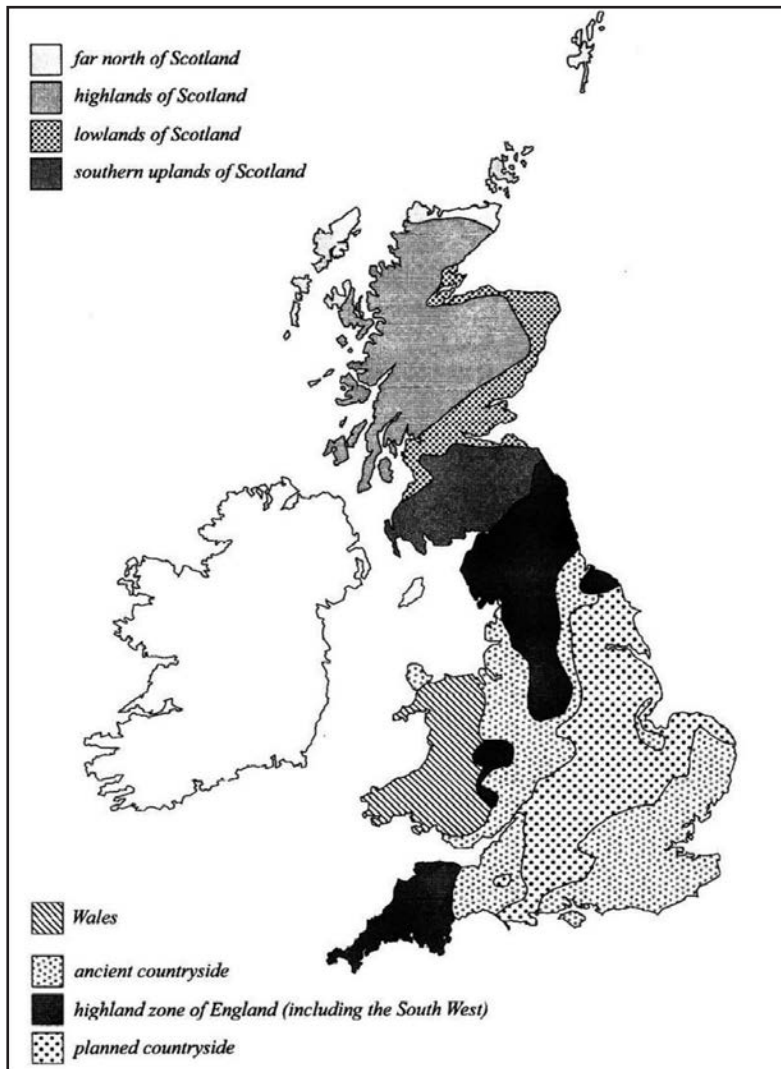 far north of Scotland
highlands of Scotland
lowlands of Scotland
southern uplands of Scotland
Wales
ancient countryside
highland zone of England (including the South West)
planned countryside